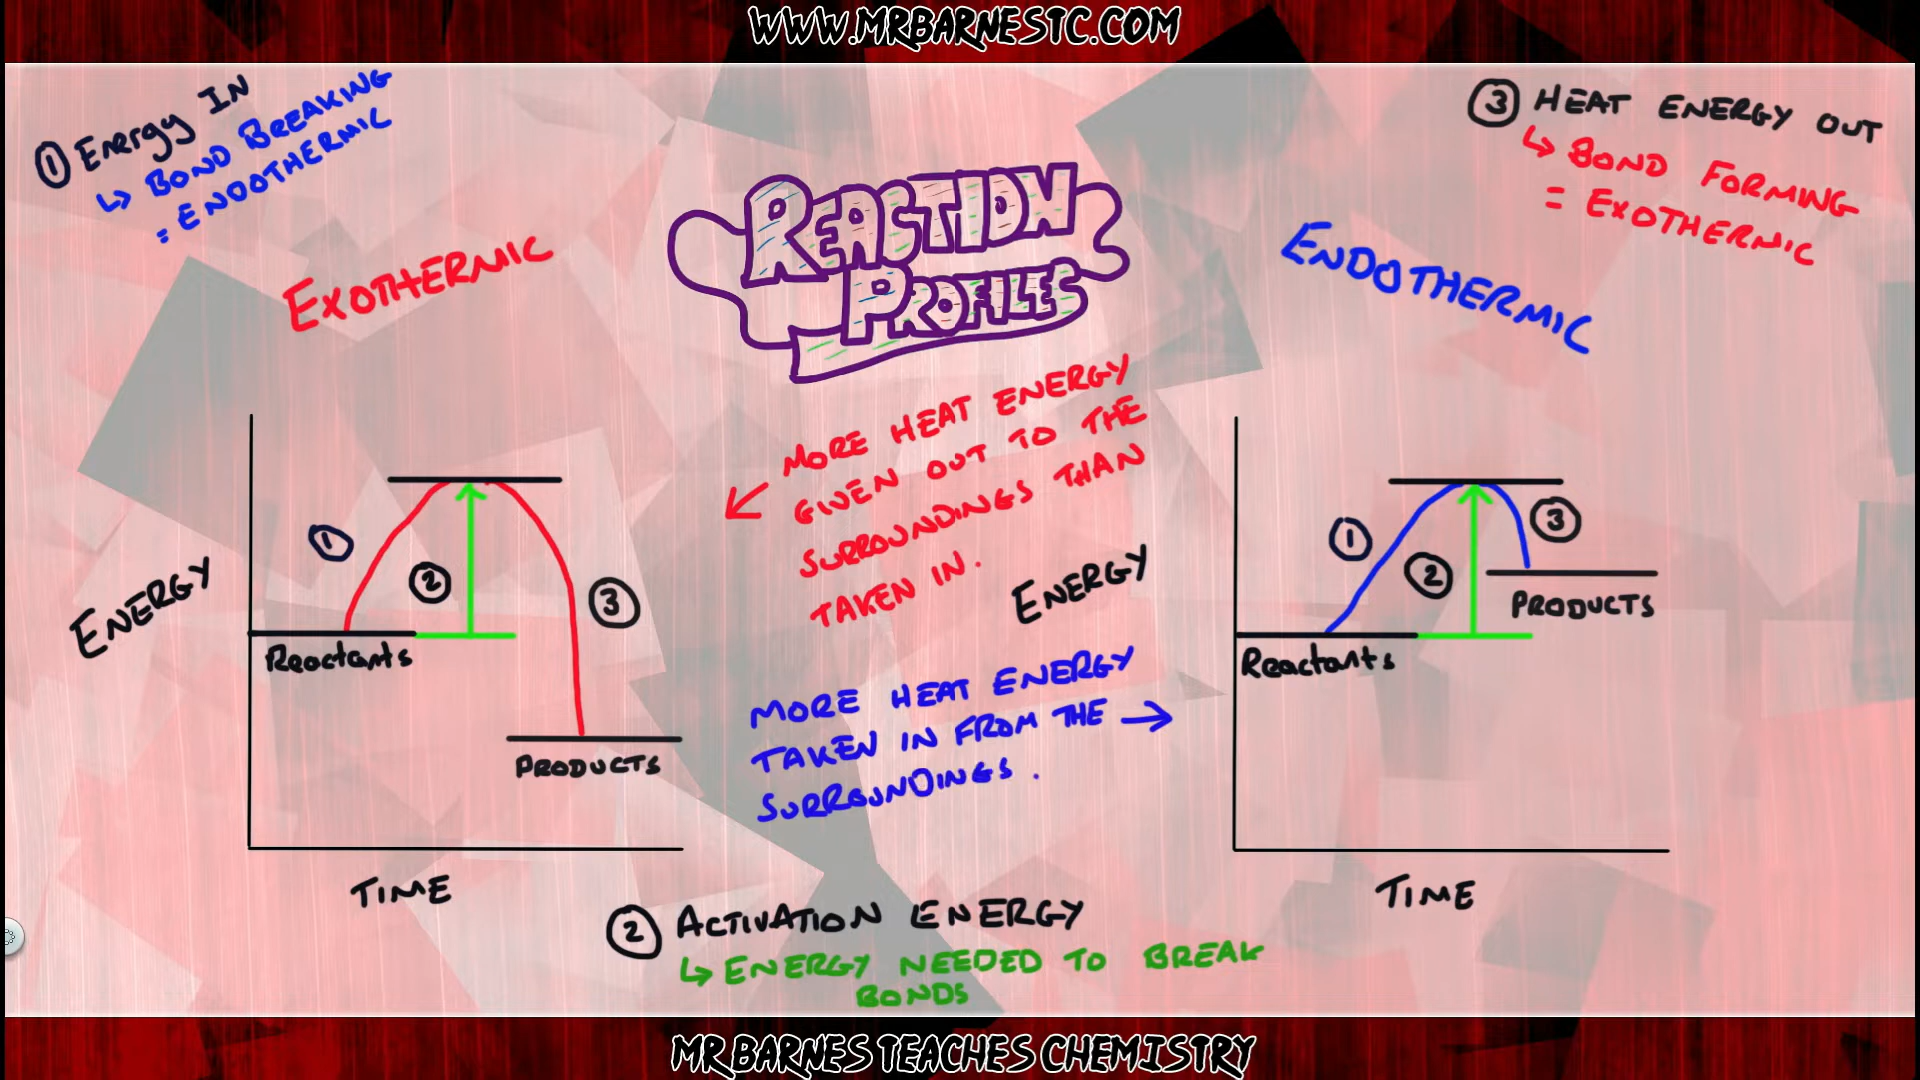 WWW.MRBARNESTC.COM
① Energy IN
↳ BOND BREAKING
= ENDOTHERMIC
③ HEAT ENERGY OUT
↳ BOND FORMING
= EXOTHERMIC
REACTION
PROFILES
EXOTHERMIC
ENERGY
①
②
③
Reactants
PRODUCTS
TIME
← MORE HEAT ENERGY
GIVEN OUT TO THE
SURROUNDINGS THAN
TAKEN IN.
MORE HEAT ENERGY
TAKEN IN FROM THE →
SURROUNDINGS.
ENDOTHERMIC
ENERGY
①
②
③
Reactants
PRODUCTS
TIME
② ACTIVATION ENERGY
↳ ENERGY NEEDED TO BREAK
BONDS
MR BARNES TEACHES CHEMISTRY